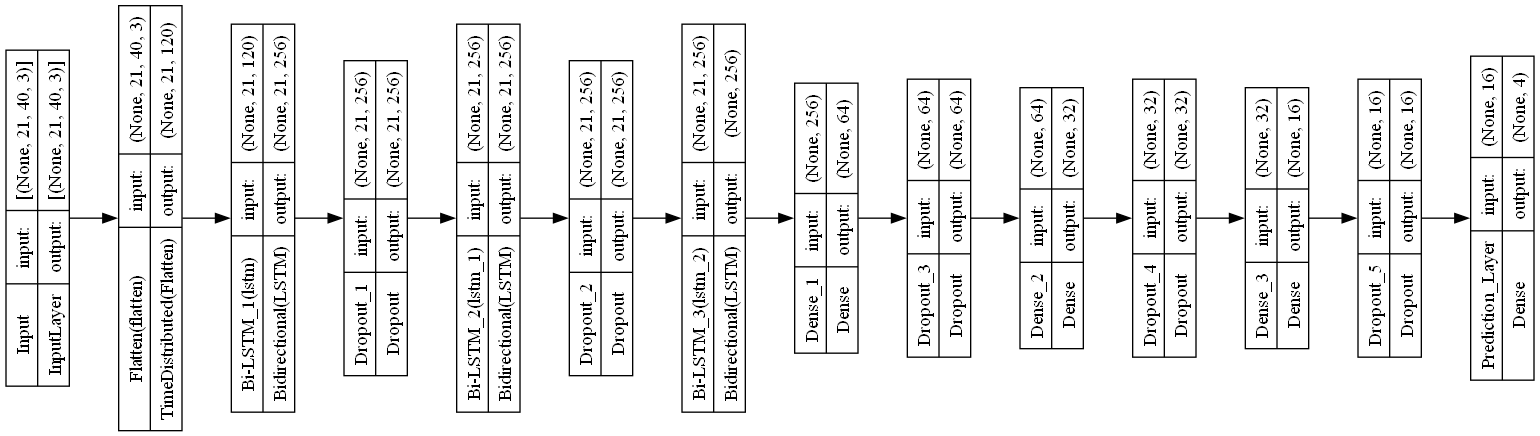 Input input: [(None, 21, 40, 3)]
InputLayer output: [(None, 21, 40, 3)]
Flatten(flatten) input: (None, 21, 40, 3)
TimeDistributed(Flatten) output: (None, 21, 120)
Bi-LSTM_1(lstm) input: (None, 21, 120)
Bidirectional(LSTM) output: (None, 21, 256)
Dropout_1 input: (None, 21, 256)
Dropout output: (None, 21, 256)
Bi-LSTM_2(lstm_1) input: (None, 21, 256)
Bidirectional(LSTM) output: (None, 21, 256)
Dropout_2 input: (None, 21, 256)
Dropout output: (None, 21, 256)
Bi-LSTM_3(lstm_2) input: (None, 21, 256)
Bidirectional(LSTM) output: (None, 256)
Dense_1 input: (None, 256)
Dense output: (None, 64)
Dropout_3 input: (None, 64)
Dropout output: (None, 64)
Dense_2 input: (None, 64)
Dense output: (None, 32)
Dropout_4 input: (None, 32)
Dropout output: (None, 32)
Dense_3 input: (None, 32)
Dense output: (None, 16)
Dropout_5 input: (None, 16)
Dropout output: (None, 16)
Prediction_Layer input: (None, 16)
Dense output: (None, 4)